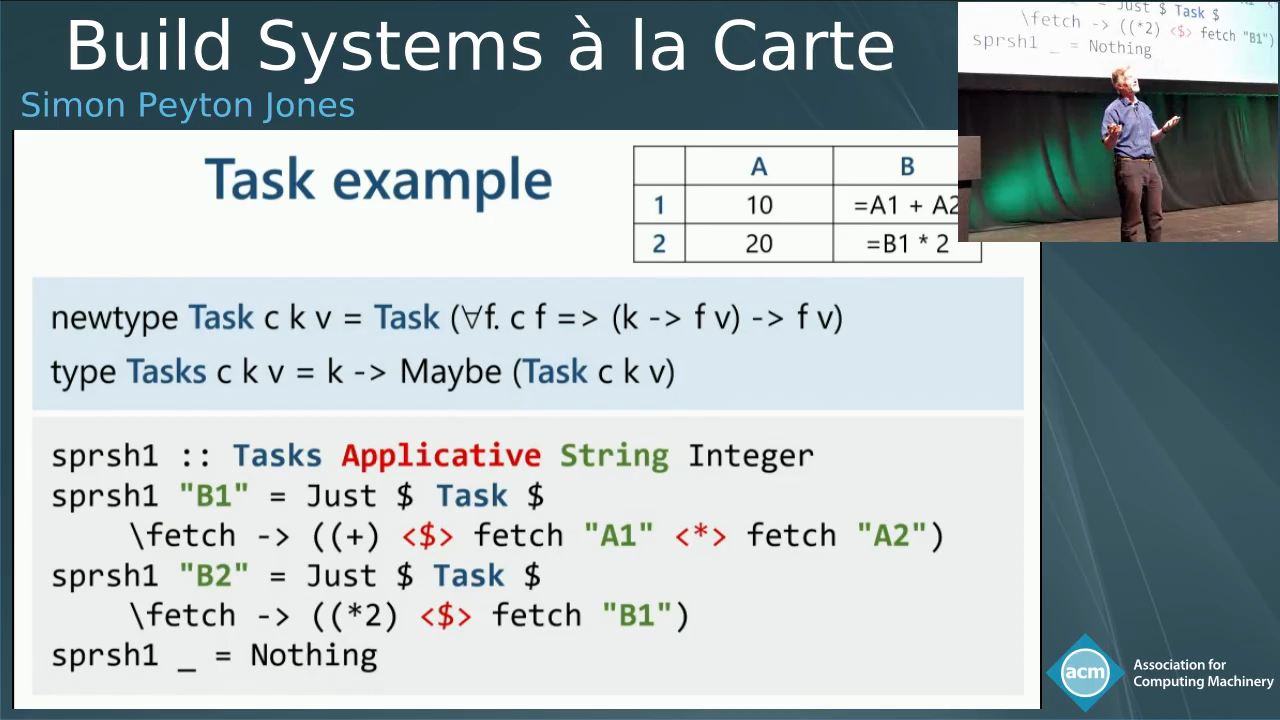 Build Systems à la Carte
Simon Peyton Jones
Just $ Task $
\fetch -> ((*2) <$> fetch "B1")
sprsh1 _ = Nothing
Task example
A B
1 10 =A1 + A2
2 20 =B1 * 2
newtype Task c k v = Task (∀f. c f => (k -> f v) -> f v)
type Tasks c k v = k -> Maybe (Task c k v)
sprsh1 :: Tasks Applicative String Integer
sprsh1 "B1" = Just $ Task $
\fetch -> ((+) <$> fetch "A1" <*> fetch "A2")
sprsh1 "B2" = Just $ Task $
\fetch -> ((*2) <$> fetch "B1")
sprsh1 _ = Nothing
acm
Association for
Computing Machinery